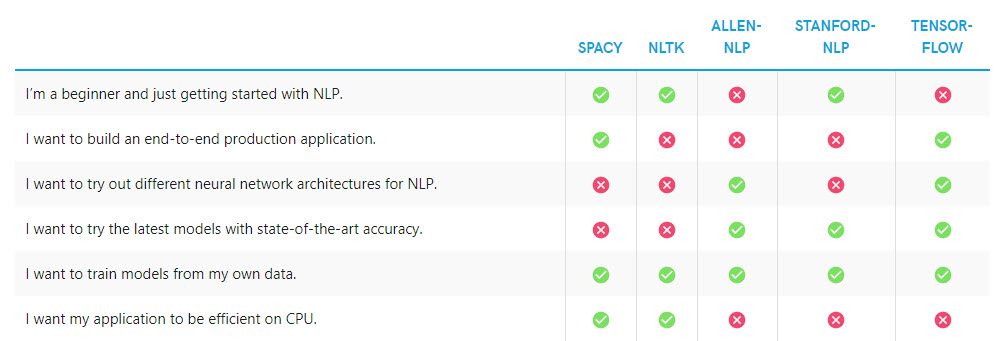 SPACY NLTK ALLEN-NLP STANFORD-NLP TENSOR-FLOW
I’m a beginner and just getting started with NLP.
I want to build an end-to-end production application.
I want to try out different neural network architectures for NLP.
I want to try the latest models with state-of-the-art accuracy.
I want to train models from my own data.
I want my application to be efficient on CPU.